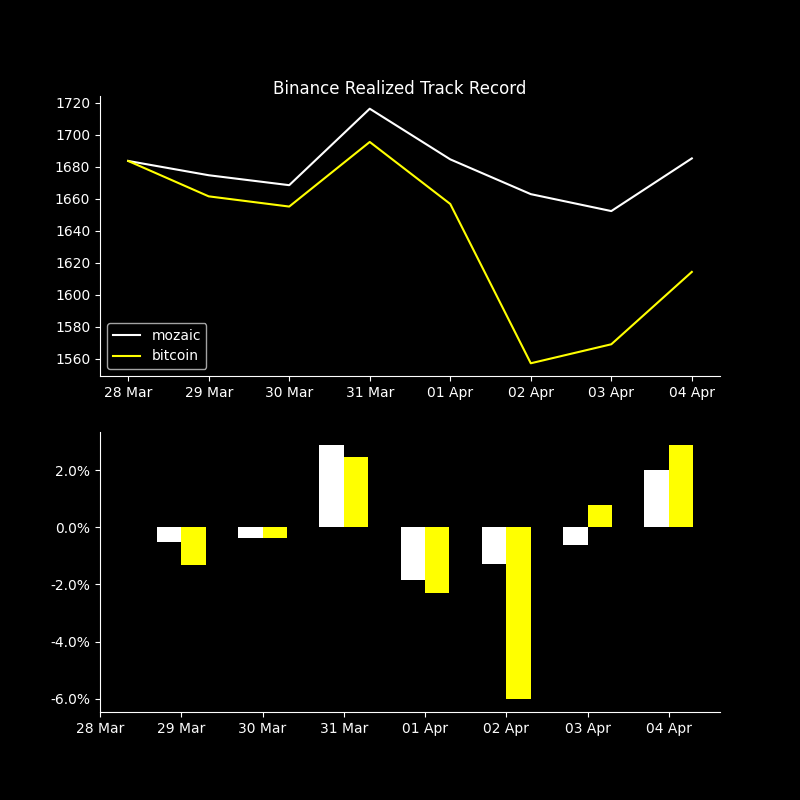 Binance Realized Track Record
1720
1700
1680
1660
1640
1620
1600
1580
1560
mozaic
bitcoin
28 Mar 29 Mar 30 Mar 31 Mar 01 Apr 02 Apr 03 Apr 04 Apr
2.0%
0.0%
-2.0%
-4.0%
-6.0%
28 Mar 29 Mar 30 Mar 31 Mar 01 Apr 02 Apr 03 Apr 04 Apr